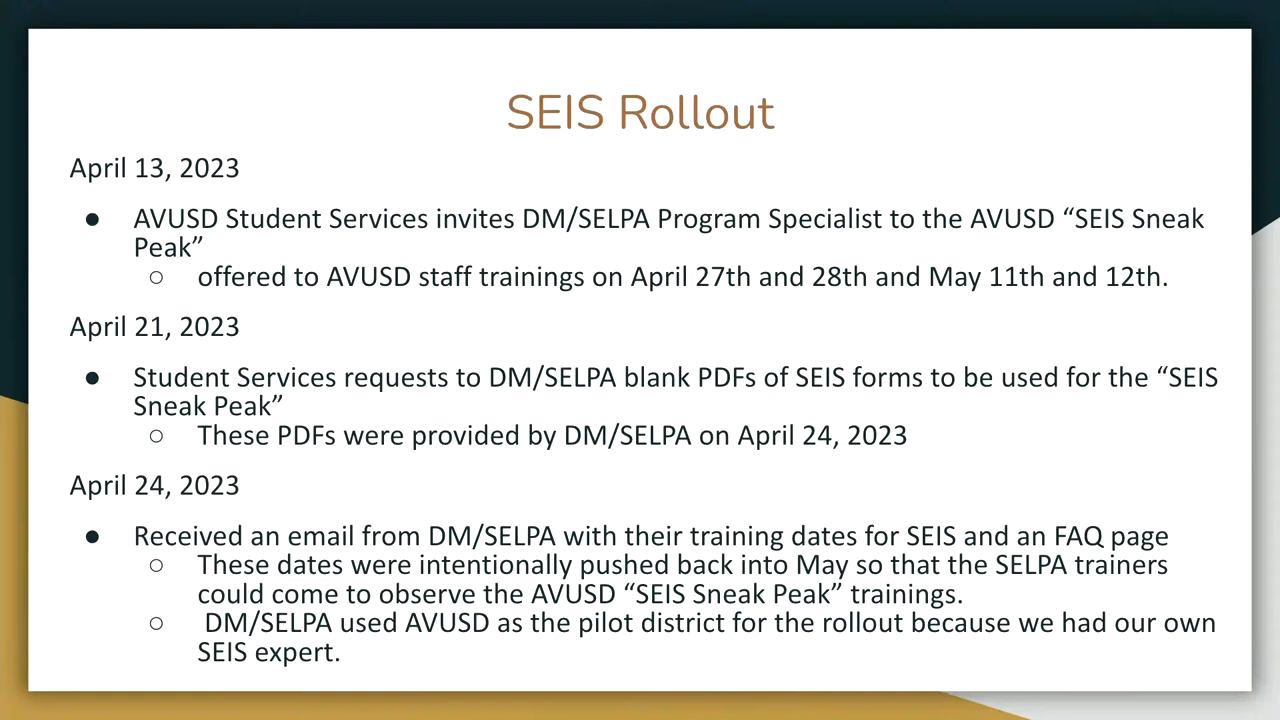 SEIS Rollout
April 13, 2023
● AVUSD Student Services invites DM/SELPA Program Specialist to the AVUSD “SEIS Sneak
Peak”
○ offered to AVUSD staff trainings on April 27th and 28th and May 11th and 12th.
April 21, 2023
● Student Services requests to DM/SELPA blank PDFs of SEIS forms to be used for the “SEIS
Sneak Peak”
○ These PDFs were provided by DM/SELPA on April 24, 2023
April 24, 2023
● Received an email from DM/SELPA with their training dates for SEIS and an FAQ page
○ These dates were intentionally pushed back into May so that the SELPA trainers
could come to observe the AVUSD “SEIS Sneak Peak” trainings.
○ DM/SELPA used AVUSD as the pilot district for the rollout because we had our own
SEIS expert.